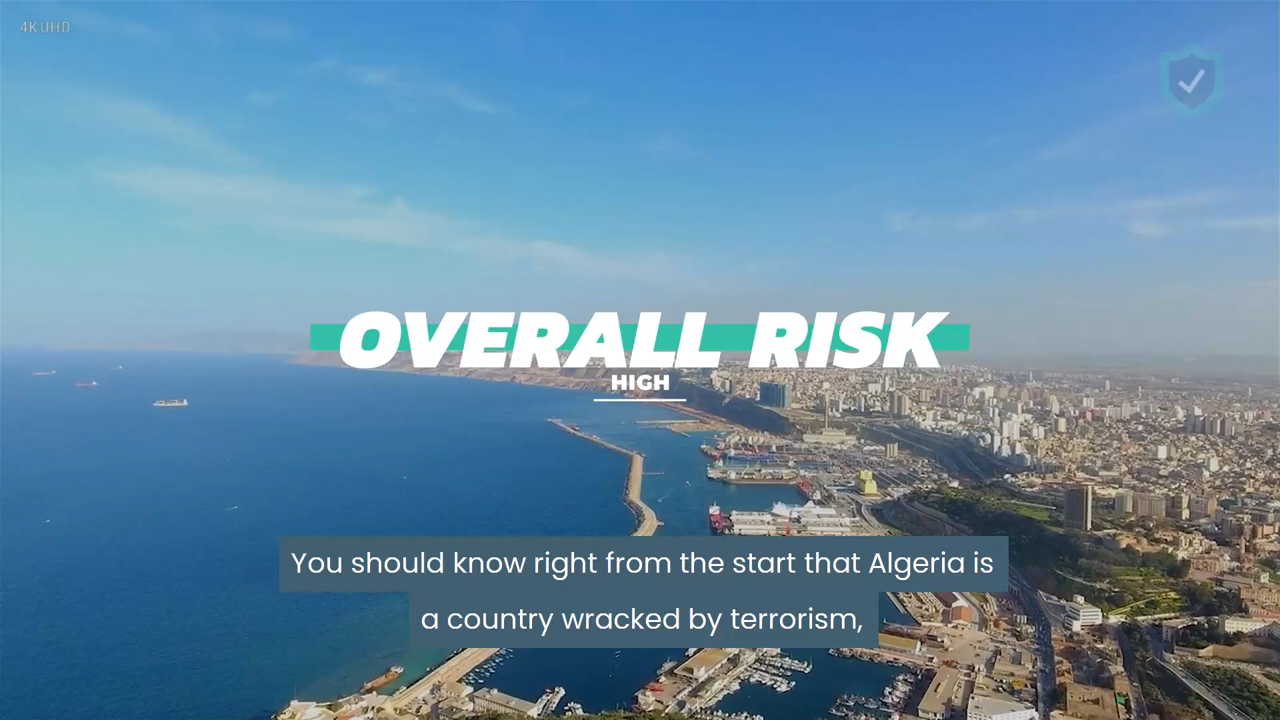 4K UHD
OVERALL RISK
HIGH
You should know right from the start that Algeria is
a country wracked by terrorism,